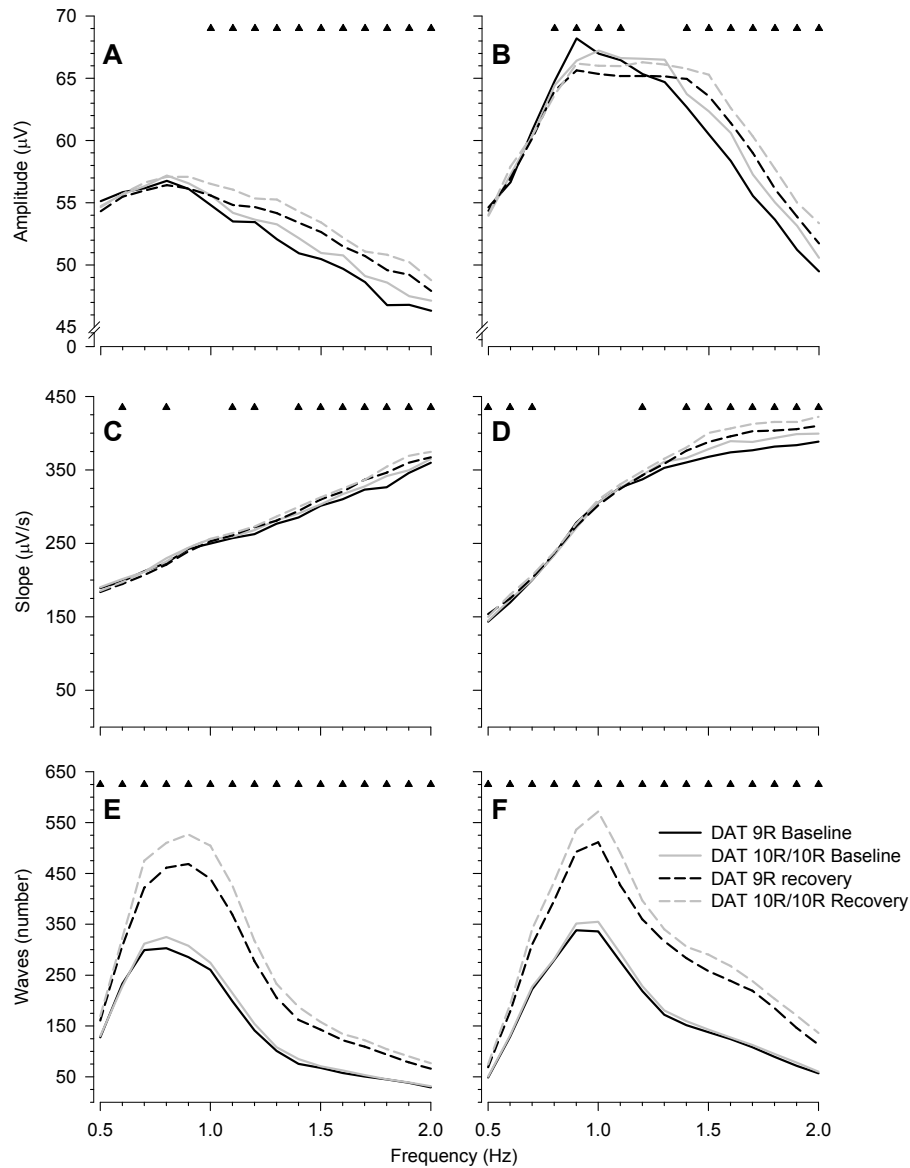 A
B
Amplitude (µV)
70
65
60
55
50
45
0
C
D
Slope (µV/s)
450
350
250
150
50
E
F
Waves (number)
650
550
450
350
250
150
50
DAT 9R Baseline
DAT 10R/10R Baseline
DAT 9R recovery
DAT 10R/10R Recovery
0.5 1.0 1.5 2.0 0.5 1.0 1.5 2.0
Frequency (Hz)